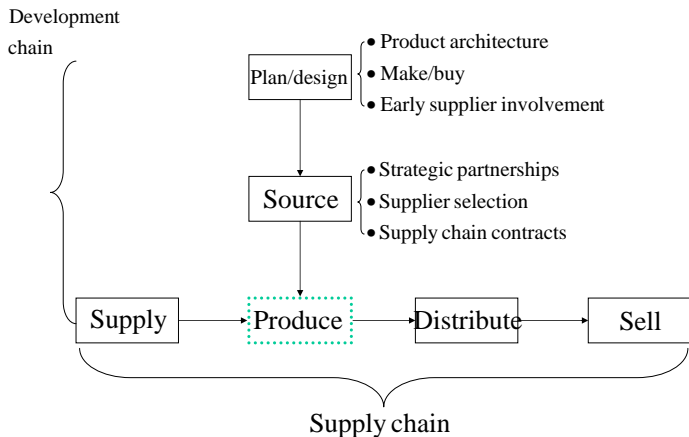 Development
chain
Plan/design
● Product architecture
● Make/buy
● Early supplier involvement
Source
● Strategic partnerships
● Supplier selection
● Supply chain contracts
Supply
Produce
Distribute
Sell
Supply chain